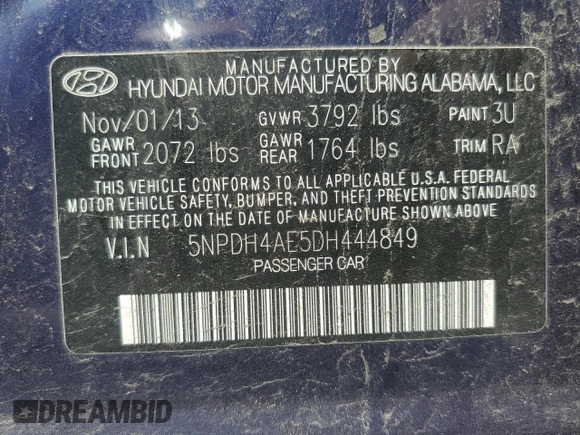 MANUFACTURED BY
HYUNDAI MOTOR MANUFACTURING ALABAMA, LLC
Nov/01/13 GVWR 3792 lbs PAINT 3U
GAWR FRONT 2072 lbs GAWR REAR 1764 lbs TRIM RA
THIS VEHICLE CONFORMS TO ALL APPLICABLE U.S.A. FEDERAL
MOTOR VEHICLE SAFETY, BUMPER, AND THEFT PREVENTION STANDARDS
IN EFFECT ON THE DATE OF MANUFACTURE SHOWN ABOVE.
V.I.N 5NPDH4AE5DH444849
PASSENGER CAR
DREAMBID